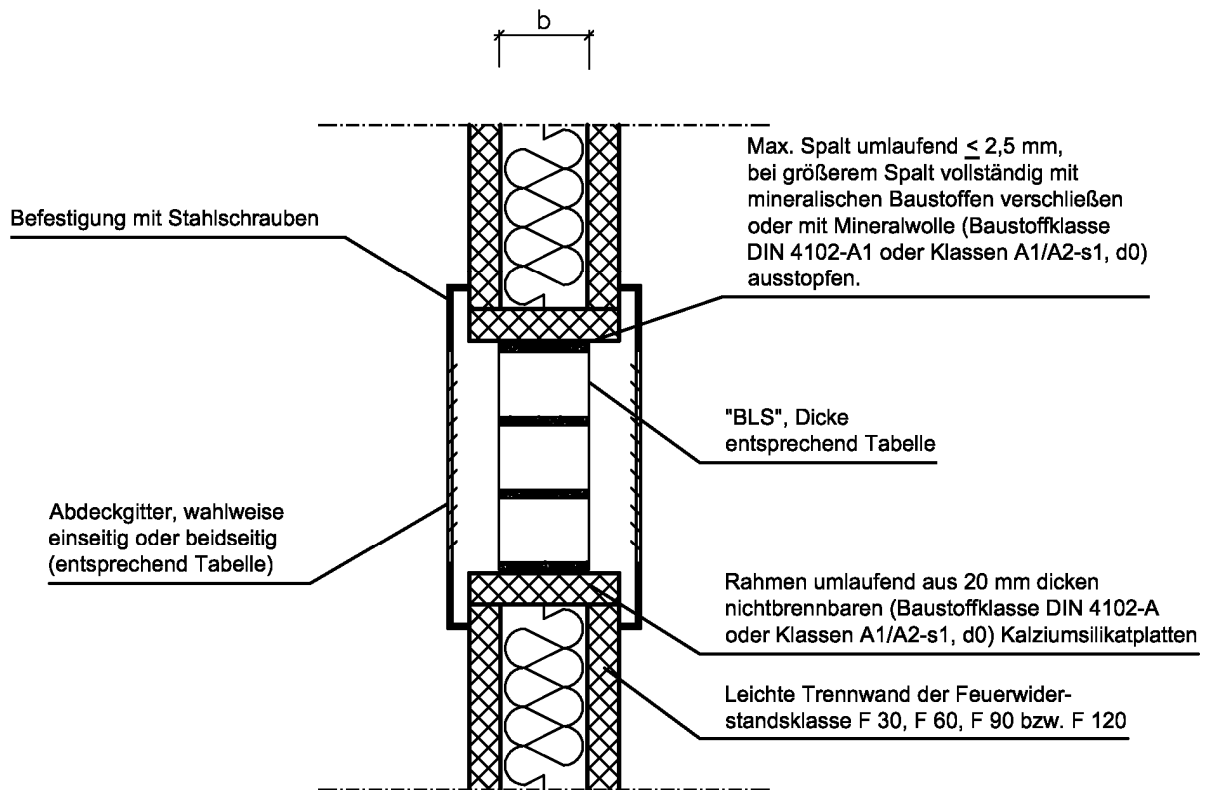 b
Max. Spalt umlaufend ≤ 2,5 mm,
bei größerem Spalt vollständig mit
mineralischen Baustoffen verschließen
oder mit Mineralwolle (Baustoffklasse
DIN 4102-A1 oder Klassen A1/A2-s1, d0)
ausstopfen.
Befestigung mit Stahlschrauben
"BLS", Dicke
entsprechend Tabelle
Abdeckgitter, wahlweise
einseitig oder beidseitig
(entsprechend Tabelle)
Rahmen umlaufend aus 20 mm dicken
nichtbrennbaren (Baustoffklasse DIN 4102-A
oder Klassen A1/A2-s1, d0) Kalziumsilikatplatten
Leichte Trennwand der Feuerwider-
standsklasse F 30, F 60, F 90 bzw. F 120